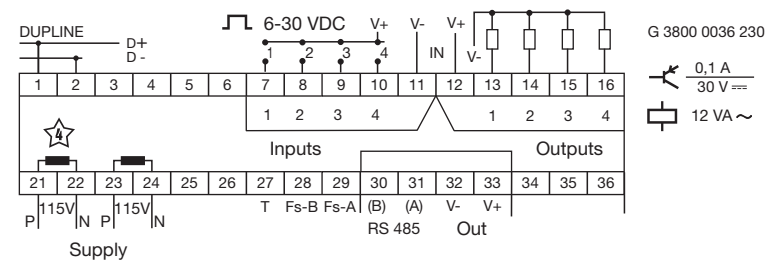 6-30 VDC V+ V- V+
DUPLINE D+ G 3800 0036 230
D - 1 2 3 4 IN V-
0,1 A
30 V
1 2 3 4 5 6 7 8 9 10 11 12 13 14 15 16
1 2 3 4 1 2 3 4
12 VA ~
4
Inputs Outputs
21 22 23 24 25 26 27 28 29 30 31 32 33 34 35 36
P 115V N P 115V N T Fs-B Fs-A (B) (A) V- V+
RS 485 Out
Supply